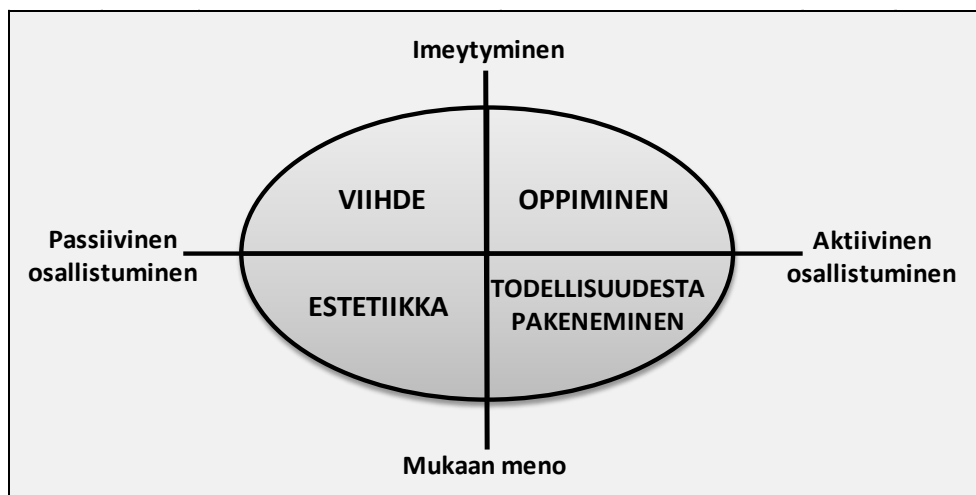 Imeytyminen
VIIHDE
OPPIMINEN
Passiivinen
osallistuminen
Aktiivinen
osallistuminen
ESTETIIKKA
TODELLISUUDESTA
PAKENEMINEN
Mukaan meno